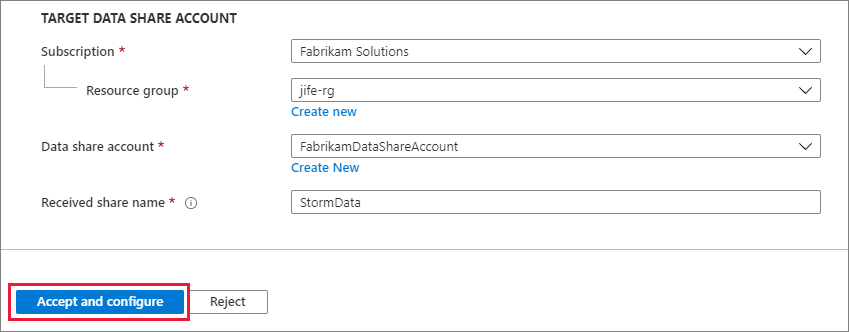 TARGET DATA SHARE ACCOUNT
Subscription *
Fabrikam Solutions
Resource group *
jife-rg
Create new
Data share account *
FabrikamDataShareAccount
Create New
Received share name *
StormData
Accept and configure
Reject